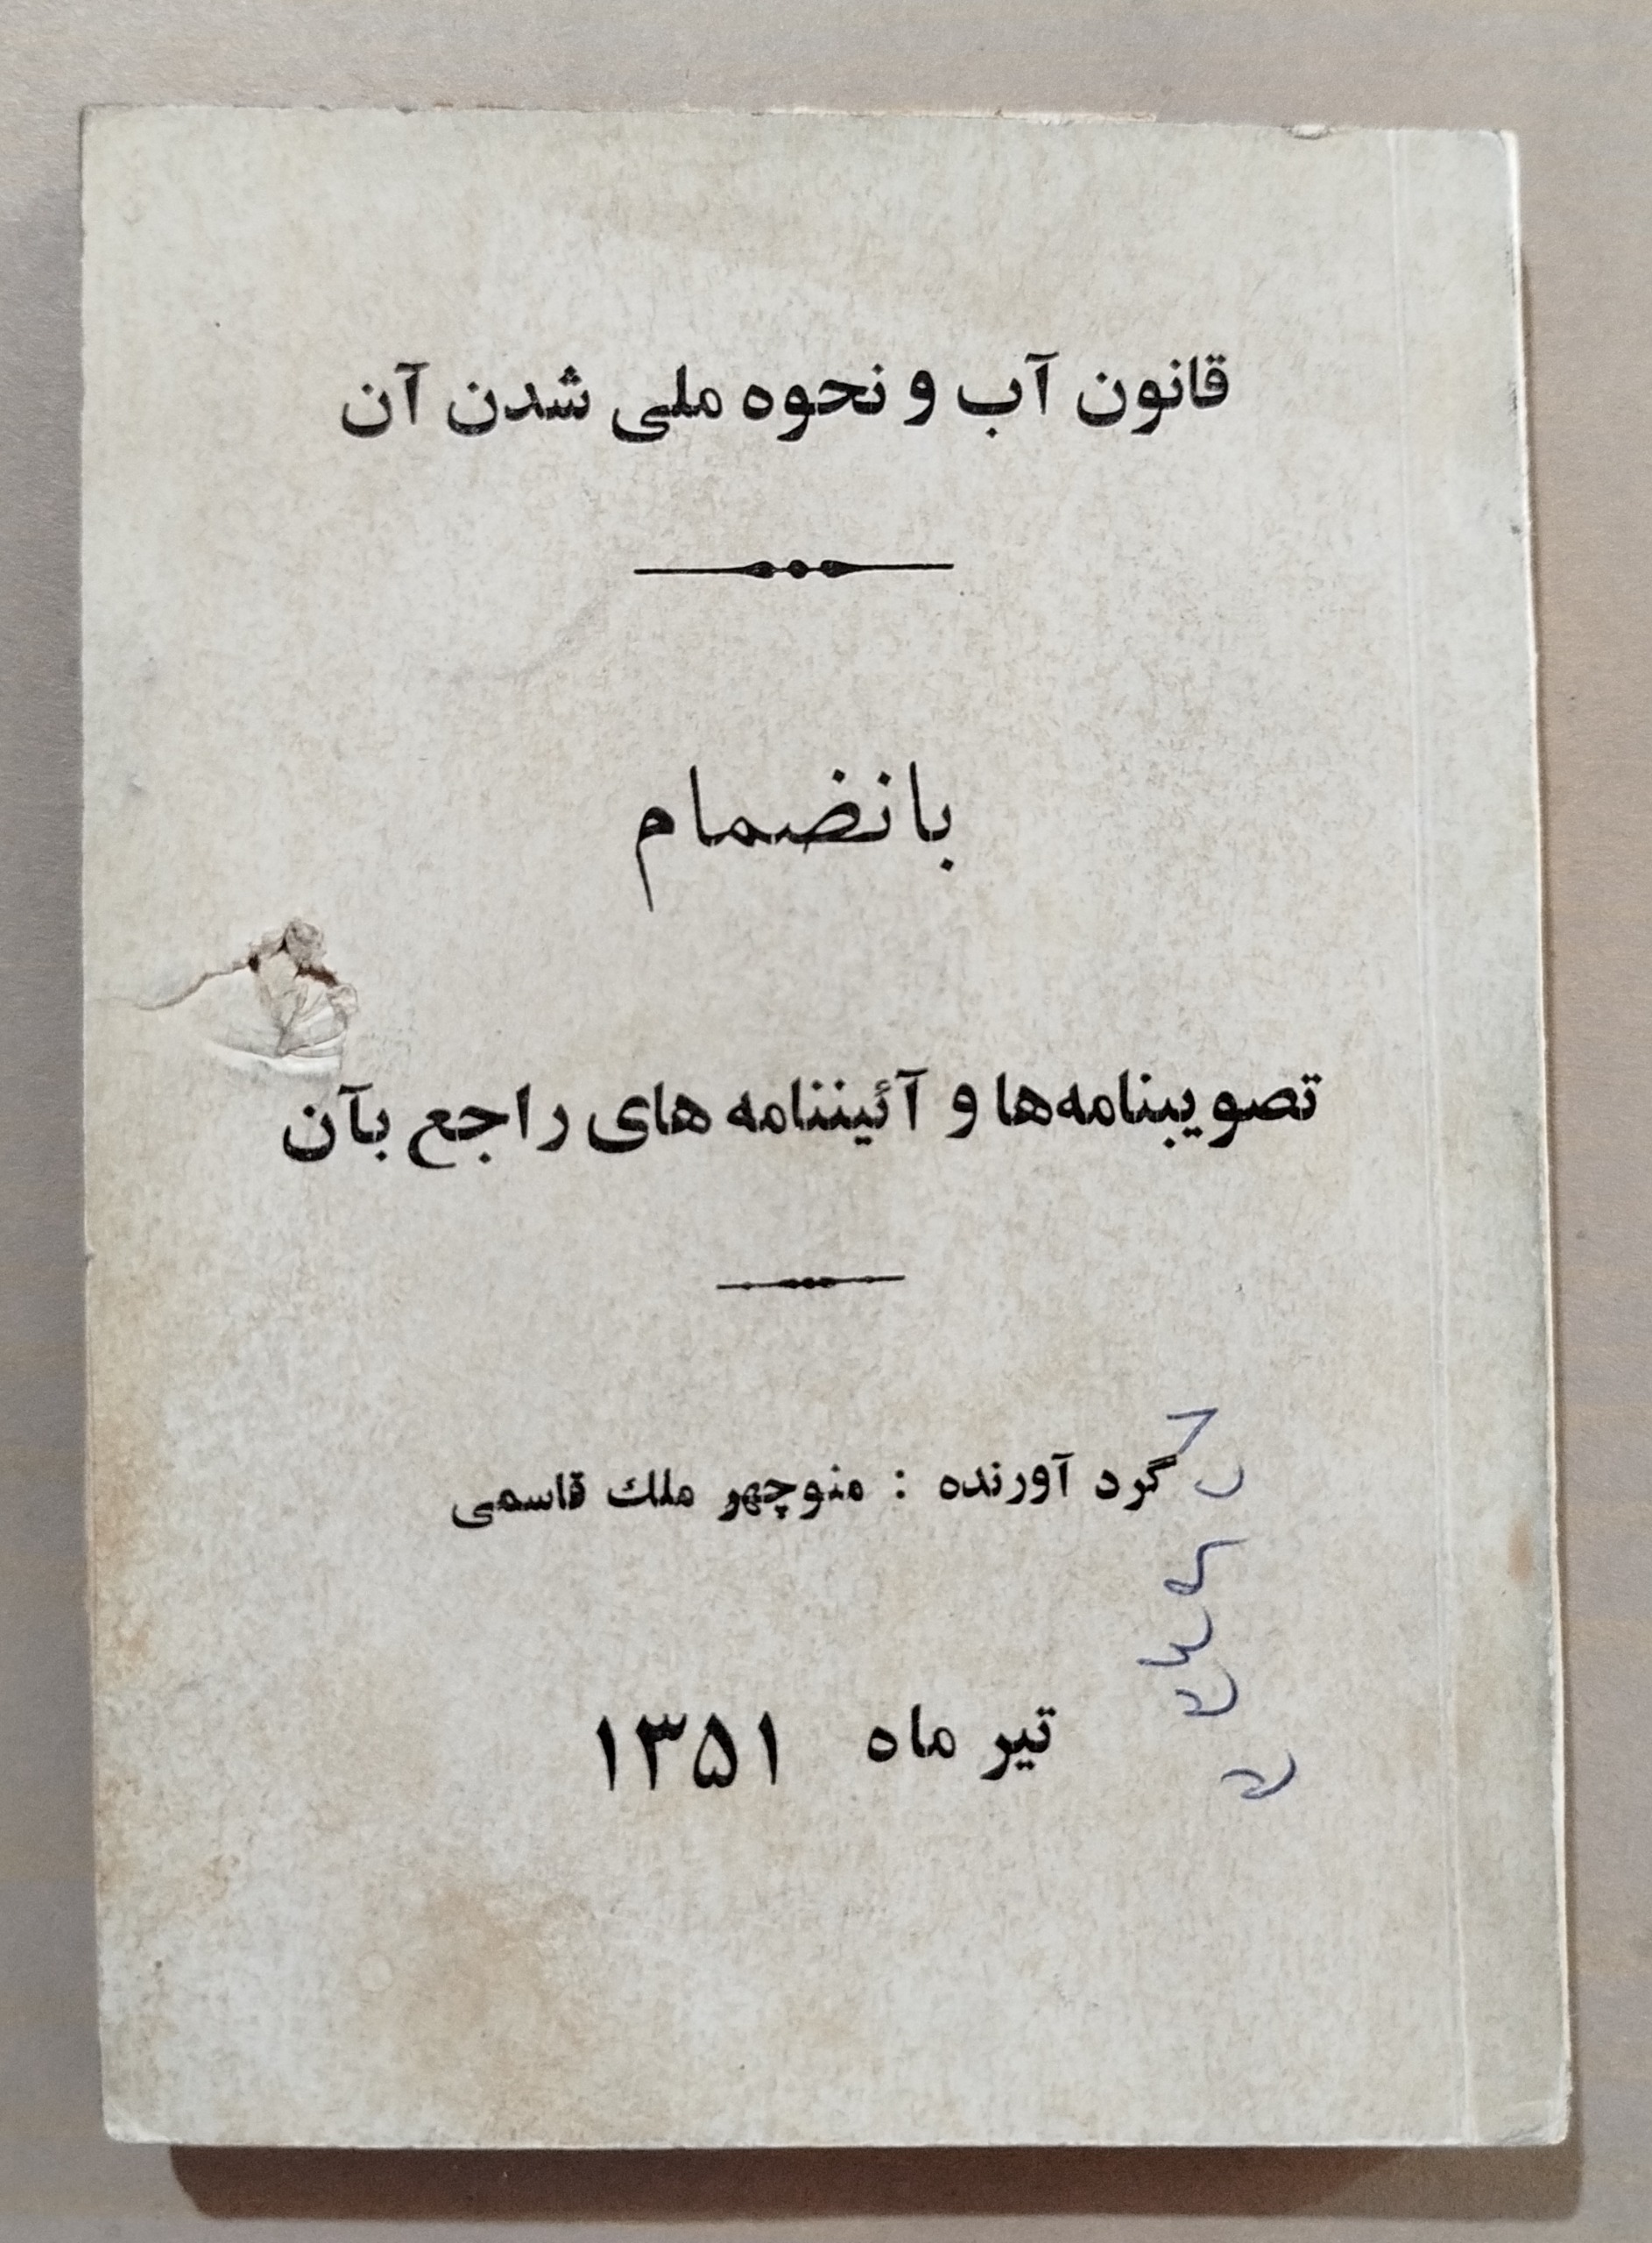 قانون آب و نحوه ملی شدن آن
بانضمام
تصویبنامه‌ها و آئیننامه های راجع بآن
گرد آورنده : منوچهر ملك قاسمی
تیر ماه ۱۳۵۱